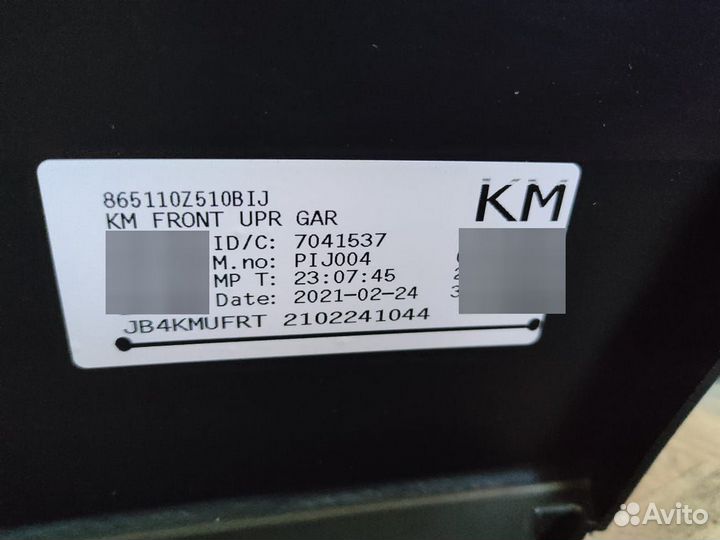 865110Z510BIJ
KM
KM FRONT UPR GAR
ID/C: 7041537
M.no: PIJ004
MP T: 23:07:45
Date: 2021-02-24
JB4KMUFRT 2102241044
Avito